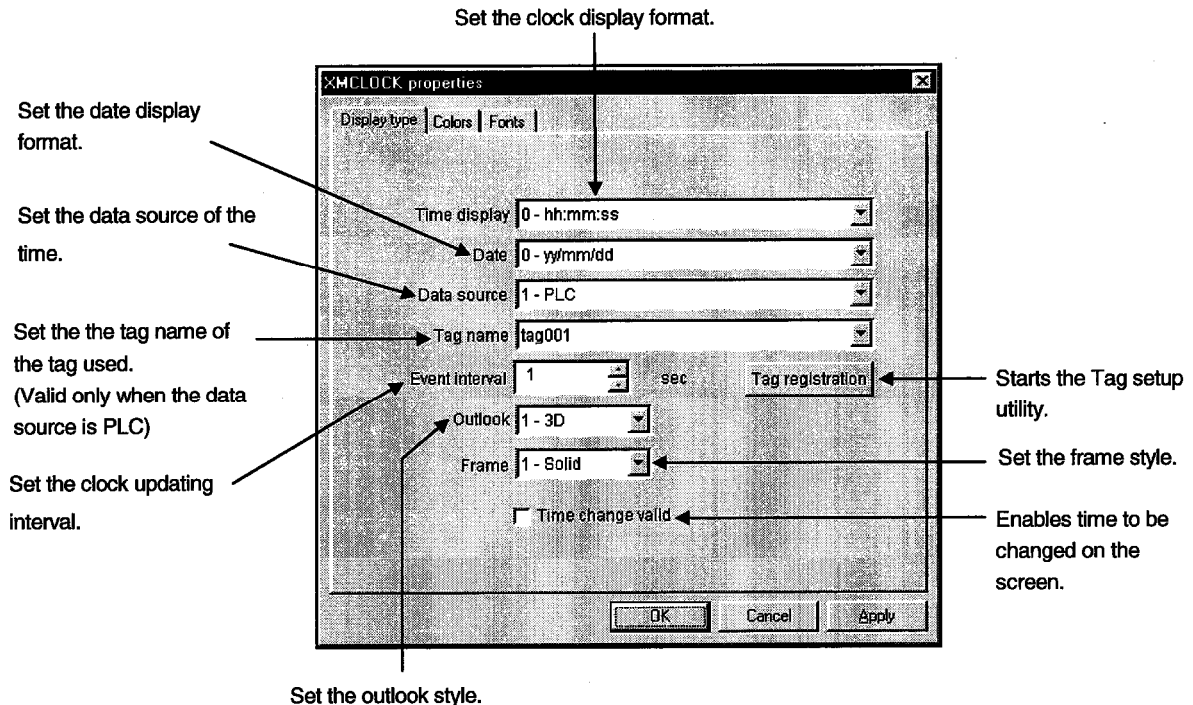 Set the clock display format.
XMCLOCK properties
Display type
Colors
Fonts
Set the date display
format.
Time display
0 - hh:mm:ss
Set the data source of the
time.
Date
0 - yy/mm/dd
Data source
1 - PLC
Set the the tag name of
the tag used.
(Valid only when the data
source is PLC)
Tag name
tag001
Event interval
1
sec
Tag registration
Starts the Tag setup
utility.
Outlook
1 - 3D
Set the clock updating
interval.
Frame
1 - Solid
Set the frame style.
Time change valid
Enables time to be
changed on the
screen.
OK
Cancel
Apply
Set the outlook style.